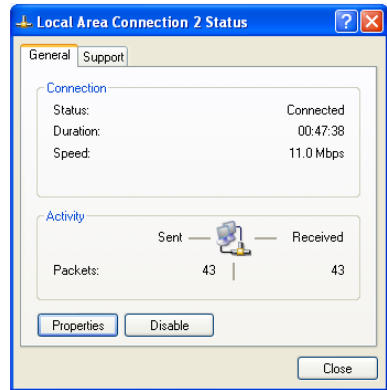 Local Area Connection 2 Status
General Support
Connection
Status: Connected
Duration: 00:47:38
Speed: 11.0 Mbps
Activity
Sent Received
Packets: 43 43
Properties Disable
Close